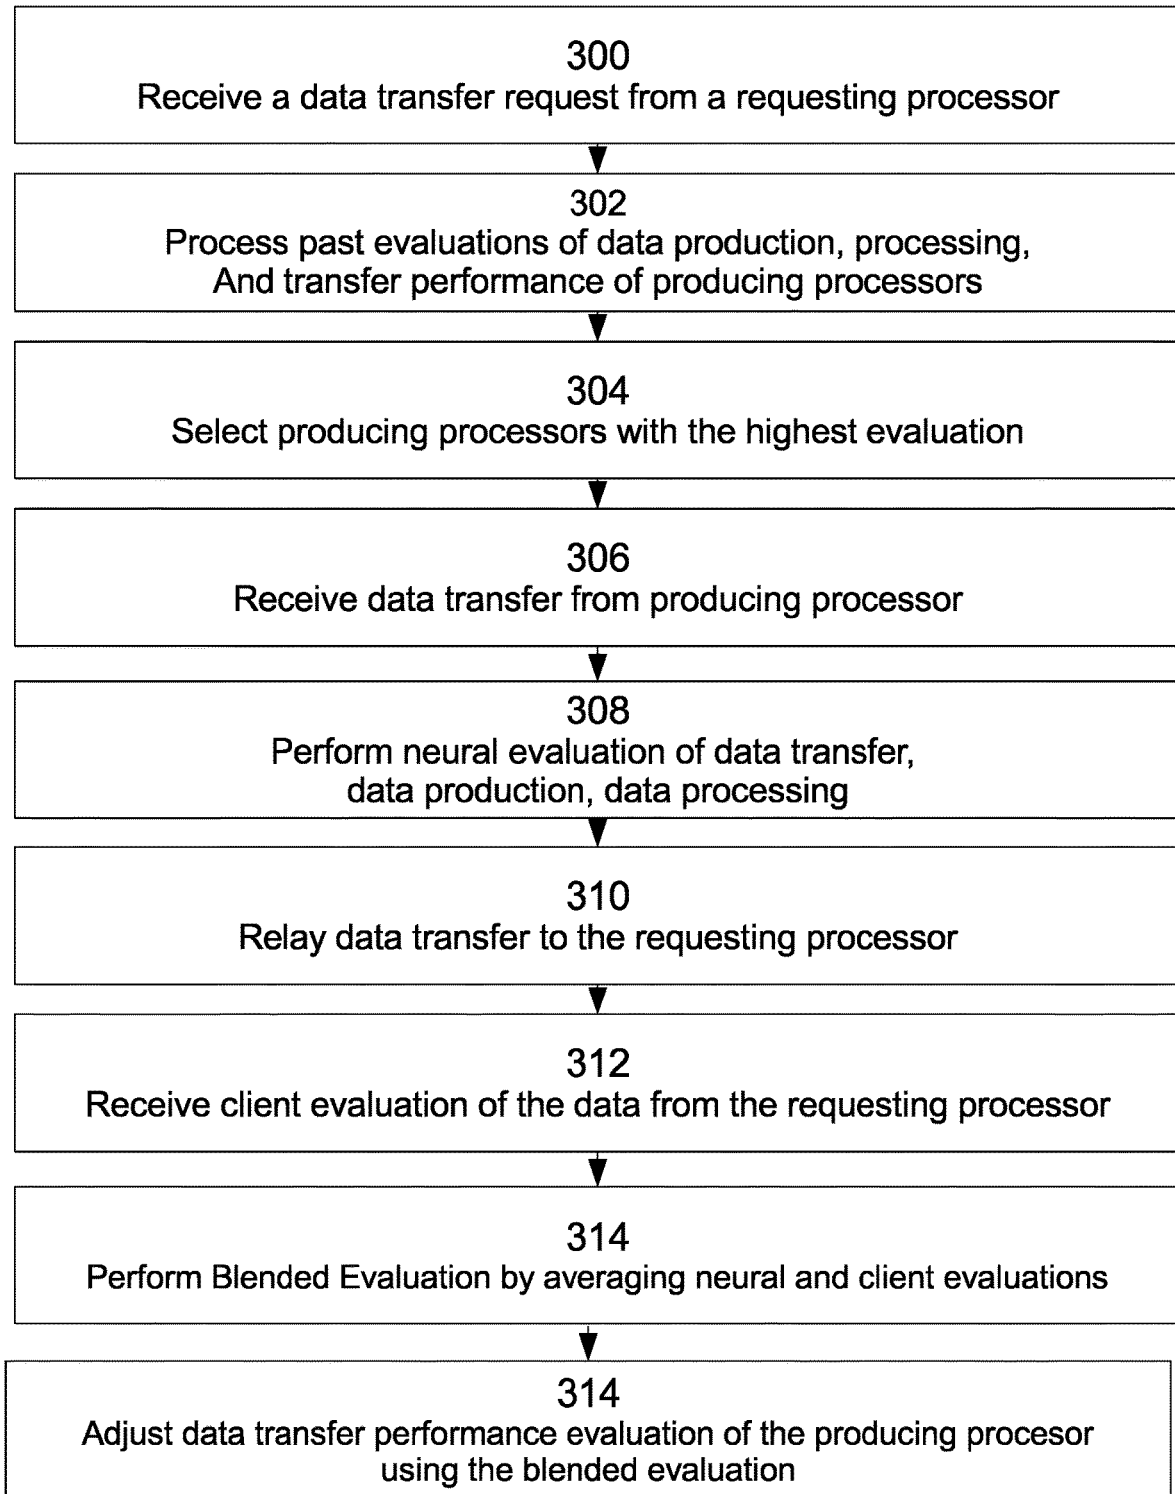 300
Receive a data transfer request from a requesting processor
302
Process past evaluations of data production, processing,
And transfer performance of producing processors
304
Select producing processors with the highest evaluation
306
Receive data transfer from producing processor
308
Perform neural evaluation of data transfer,
data production, data processing
310
Relay data transfer to the requesting processor
312
Receive client evaluation of the data from the requesting processor
314
Perform Blended Evaluation by averaging neural and client evaluations
314
Adjust data transfer performance evaluation of the producing procesor
using the blended evaluation